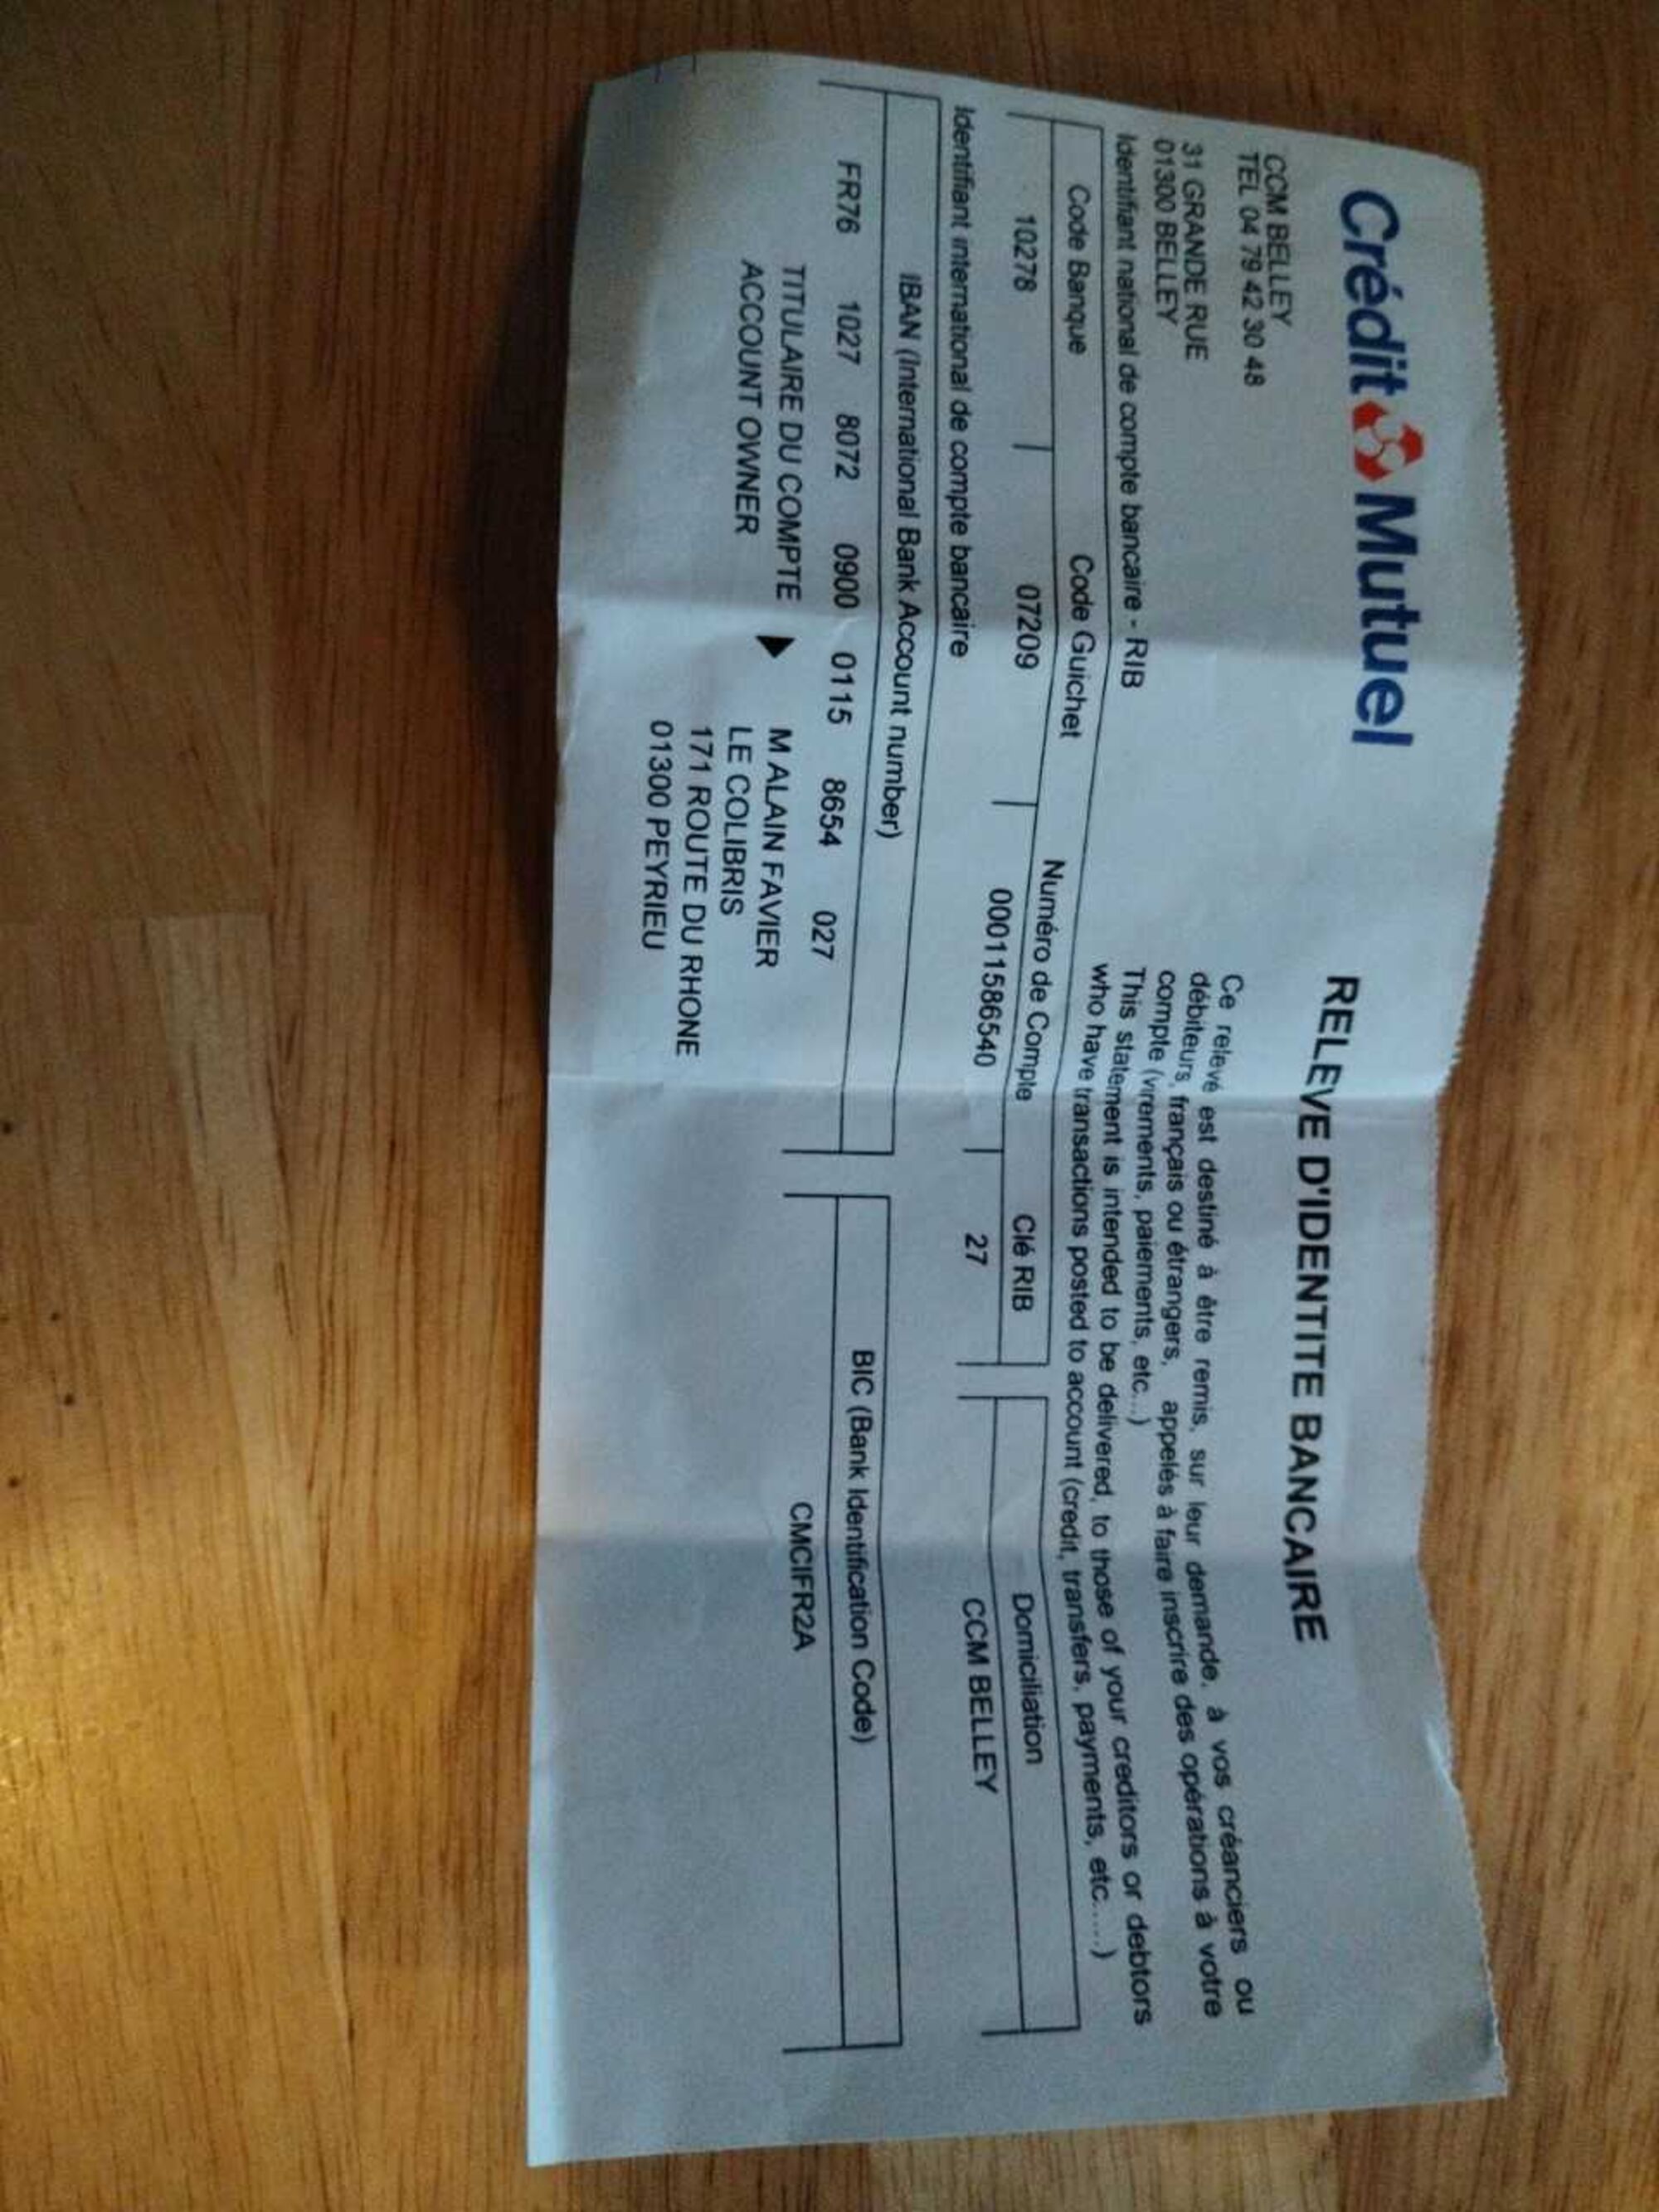 Crédit Mutuel
RELEVE D'IDENTITE BANCAIRE
CCM BELLEY
TEL 04 79 42 30 48
31 GRANDE RUE
01300 BELLEY
Ce relevé est destiné à être remis, sur leur demande, à vos créanciers ou
débiteurs, français ou étrangers, appelés à faire inscrire des opérations à votre
compte (virements, paiements, etc...)
This statement is intended to be delivered, to those of your creditors or debtors
who have transactions posted to account (credit, transfers, payments, etc.....)
Identifiant national de compte bancaire - RIB
Code Banque Code Guichet Numéro de Compte Clé RIB Domiciliation
10278 07209 00011586540 27 CCM BELLEY
Identifiant international de compte bancaire
IBAN (International Bank Account number) BIC (Bank Identification Code)
FR76 1027 8072 0900 0115 8654 027 CMCIFR2A
TITULAIRE DU COMPTE M ALAIN FAVIER
ACCOUNT OWNER LE COLIBRIS
171 ROUTE DU RHONE
01300 PEYRIEU